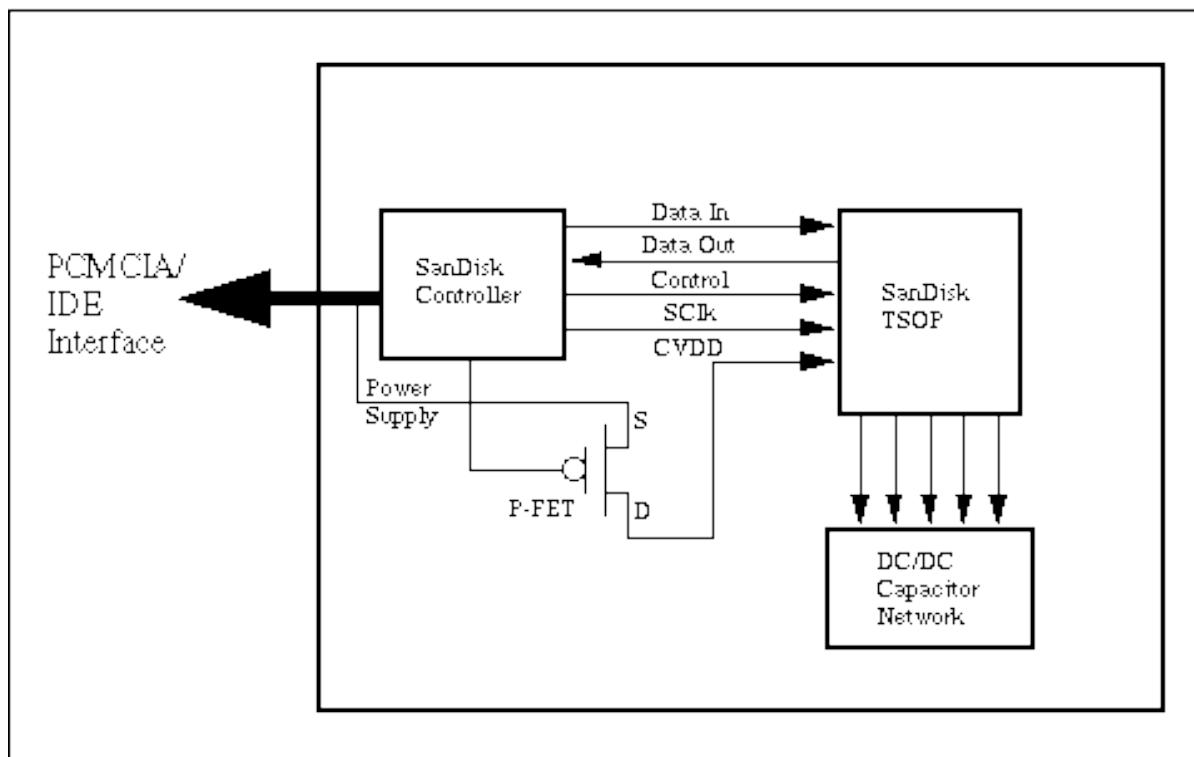 Data In
Data Out
Control
SClk
CVDD
PCMCIA/
IDE
Interface
SanDisk
Controller
SanDisk
TSOP
Power
Supply
S
P-FET
D
DC/DC
Capacitor
Network